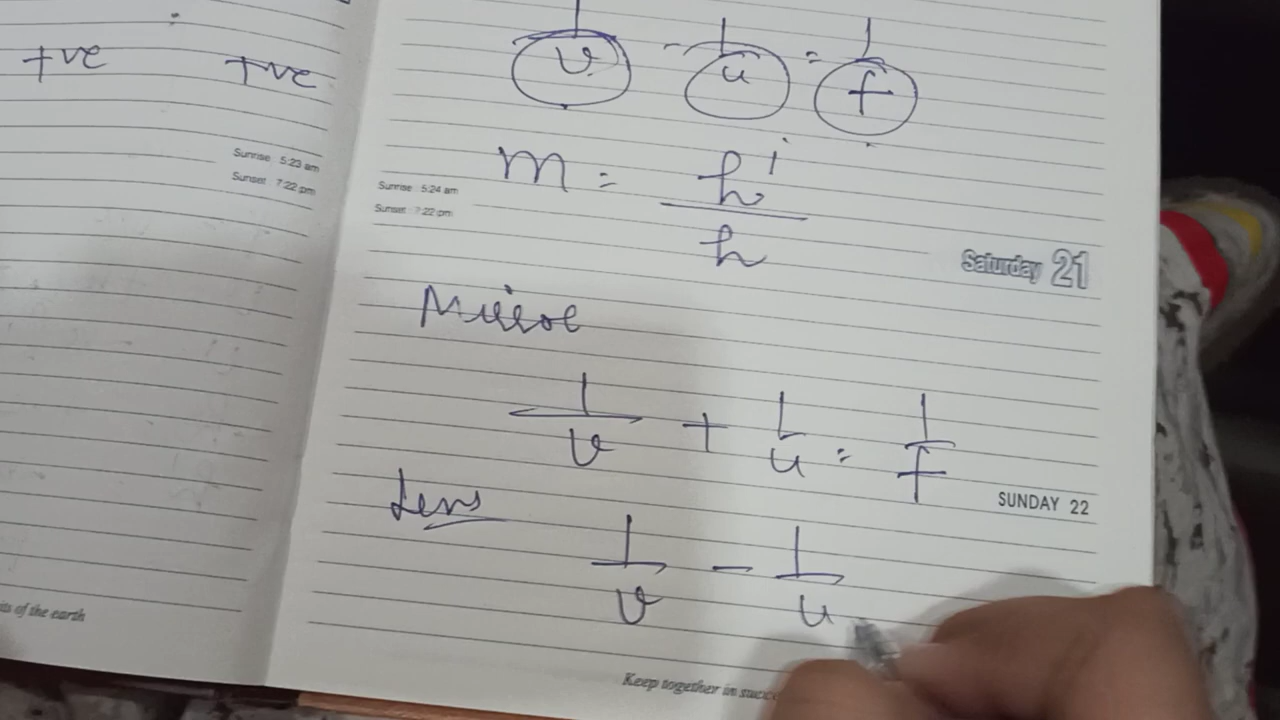 +ve +ve
Sunrise : 5:23 am
Sunset : 7:22 pm
its of the earth
1/v - 1/u = 1/f
m = h'/h
Sunrise : 5:24 am
Sunset : 7:22 pm
Saturday 21
Mirror
1/v + 1/u = 1/f
SUNDAY 22
Lens
1/v - 1/u
Keep together in